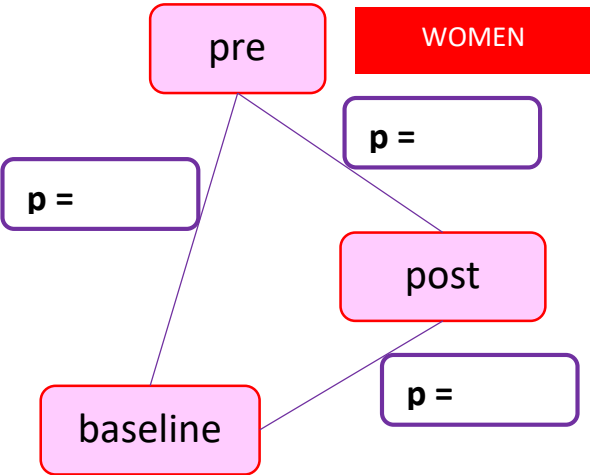 pre
WOMEN
p =
p =
post
p =
baseline